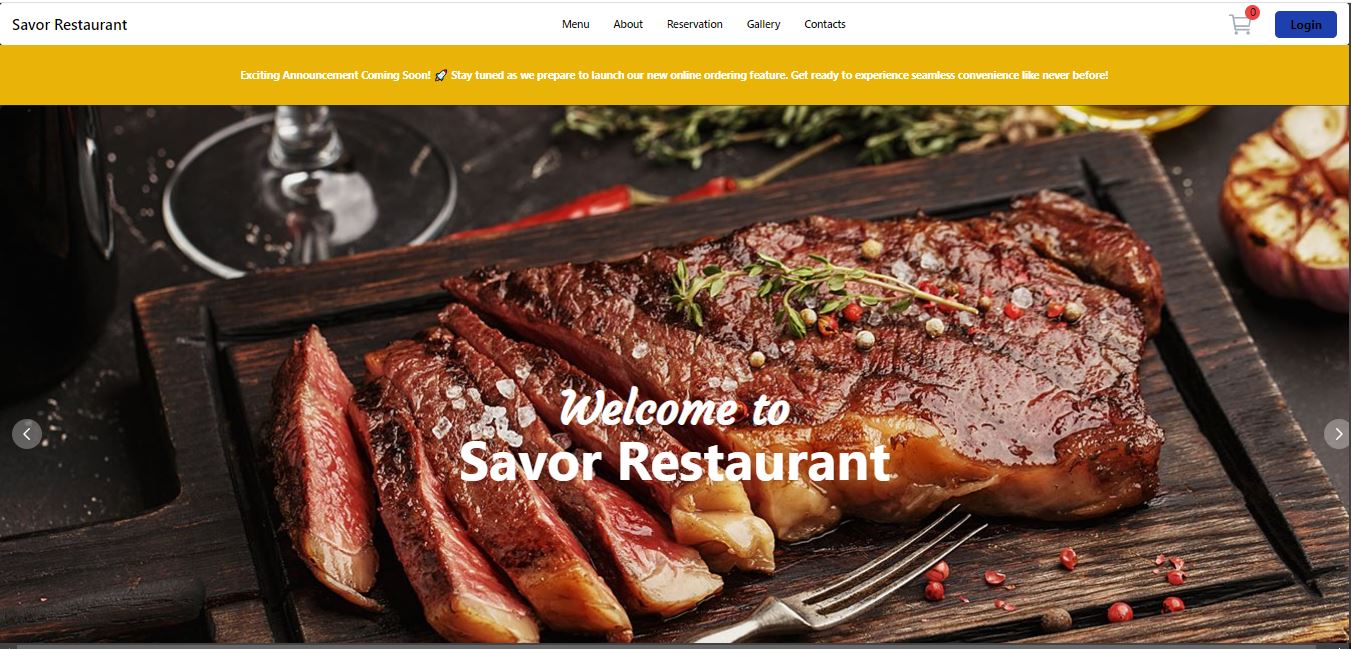 Savor Restaurant
Menu About Reservation Gallery Contacts
0
Login
Exciting Announcement Coming Soon! 🚀 Stay tuned as we prepare to launch our new online ordering feature. Get ready to experience seamless convenience like never before!
Welcome to
Savor Restaurant